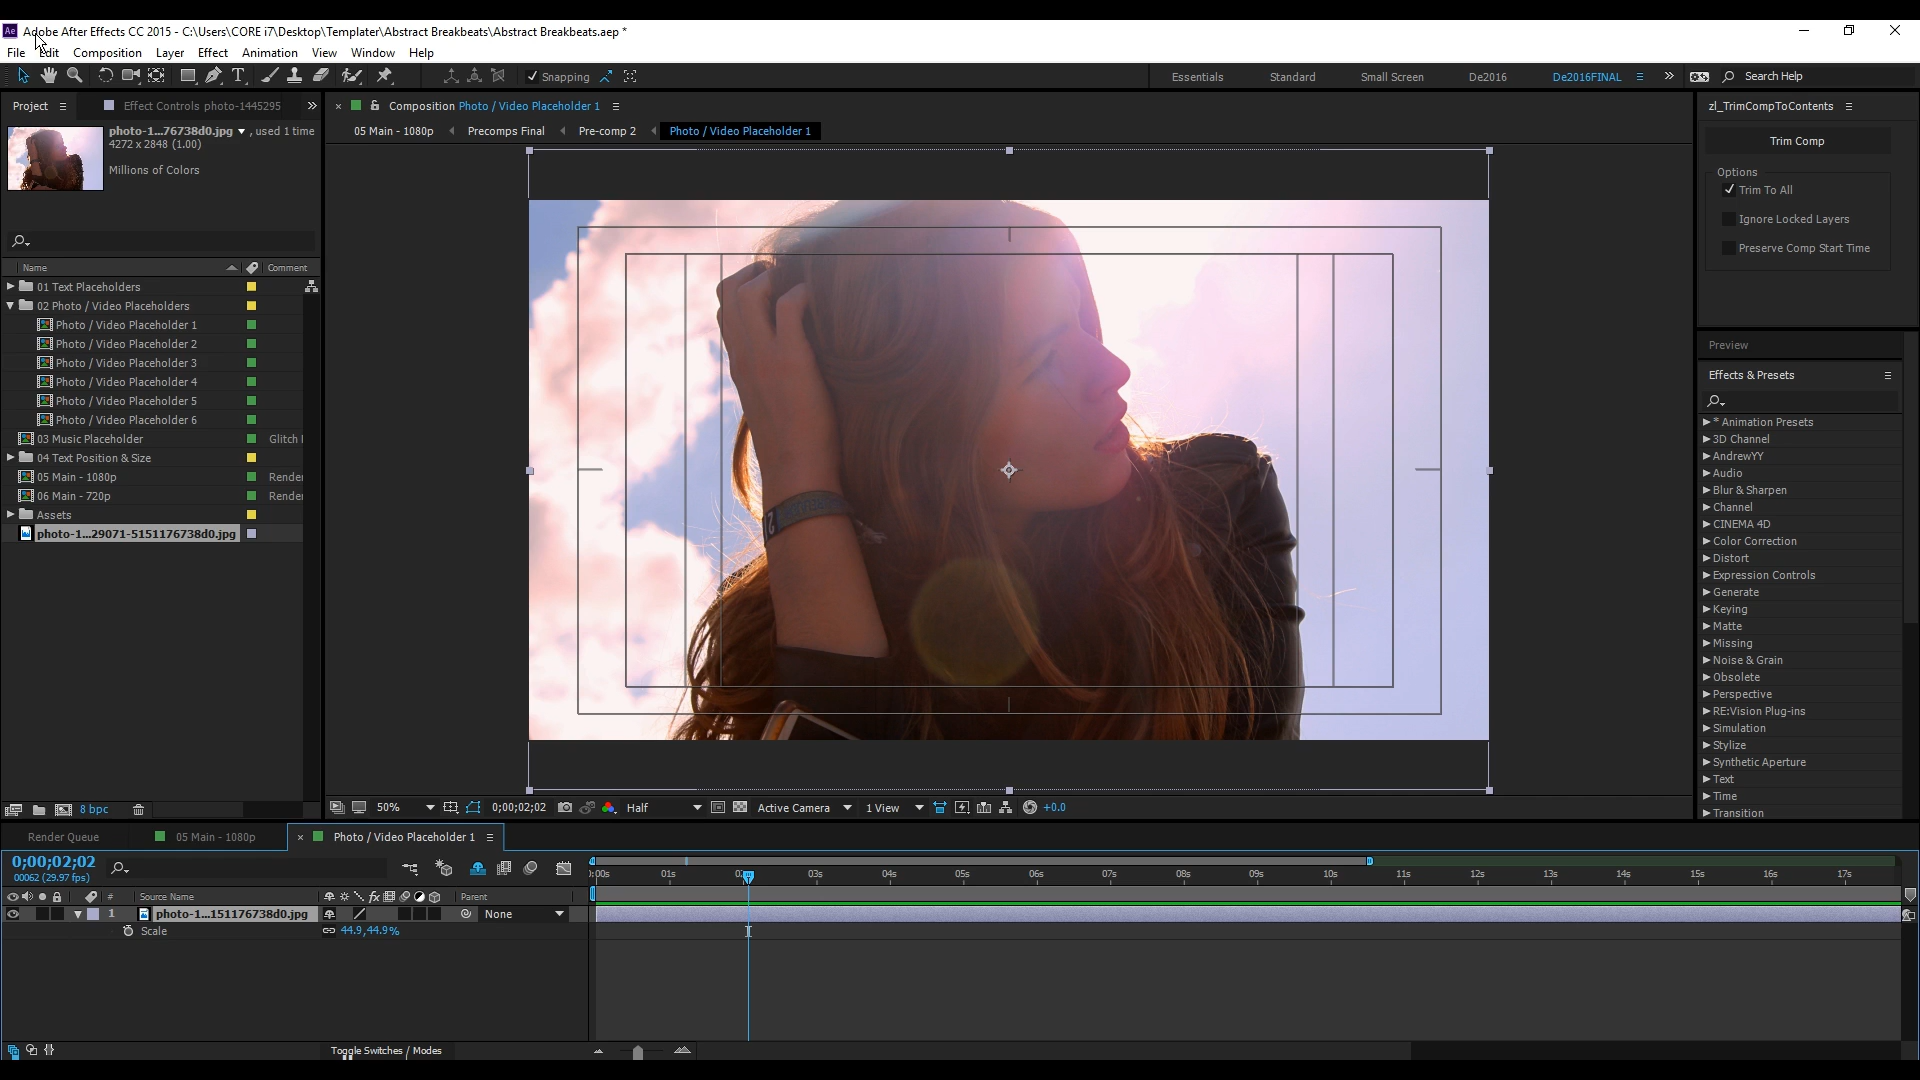 Ae Adobe After Effects CC 2015 - C:\Users\CORE i7\Desktop\Templater\Abstract Breakbeats\Abstract Breakbeats.aep *
File Edit Composition Layer Effect Animation View Window Help
Snapping
Essentials Standard Small Screen De2016 De2016FINAL Search Help
Project Effect Controls photo-1445295
photo-1...76738d0.jpg , used 1 time
4272 x 2848 (1.00)
Millions of Colors
Name Comment
01 Text Placeholders
02 Photo / Video Placeholders
Photo / Video Placeholder 1
Photo / Video Placeholder 2
Photo / Video Placeholder 3
Photo / Video Placeholder 4
Photo / Video Placeholder 5
Photo / Video Placeholder 6
03 Music Placeholder Glitch
04 Text Position & Size
05 Main - 1080p Rende
06 Main - 720p Rende
Assets
photo-1...29071-5151176738d0.jpg
8 bpc
Composition Photo / Video Placeholder 1
05 Main - 1080p Precomps Final Pre-comp 2 Photo / Video Placeholder 1
50% 0;00;02;02 Half Active Camera 1 View +0.0
zl_TrimCompToContents
Trim Comp
Options
Trim To All
Ignore Locked Layers
Preserve Comp Start Time
Preview
Effects & Presets
* Animation Presets
3D Channel
AndrewYY
Audio
Blur & Sharpen
Channel
CINEMA 4D
Color Correction
Distort
Expression Controls
Generate
Keying
Matte
Missing
Noise & Grain
Obsolete
Perspective
RE:Vision Plug-ins
Simulation
Stylize
Synthetic Aperture
Text
Time
Transition
Render Queue 05 Main - 1080p Photo / Video Placeholder 1
0;00;02;02
00062 (29.97 fps)
# Source Name fx Parent
1 photo-1...151176738d0.jpg None
Scale 44.9,44.9%
:00s 01s 02s 03s 04s 05s 06s 07s 08s 09s 10s 11s 12s 13s 14s 15s 16s 17s
Toggle Switches / Modes